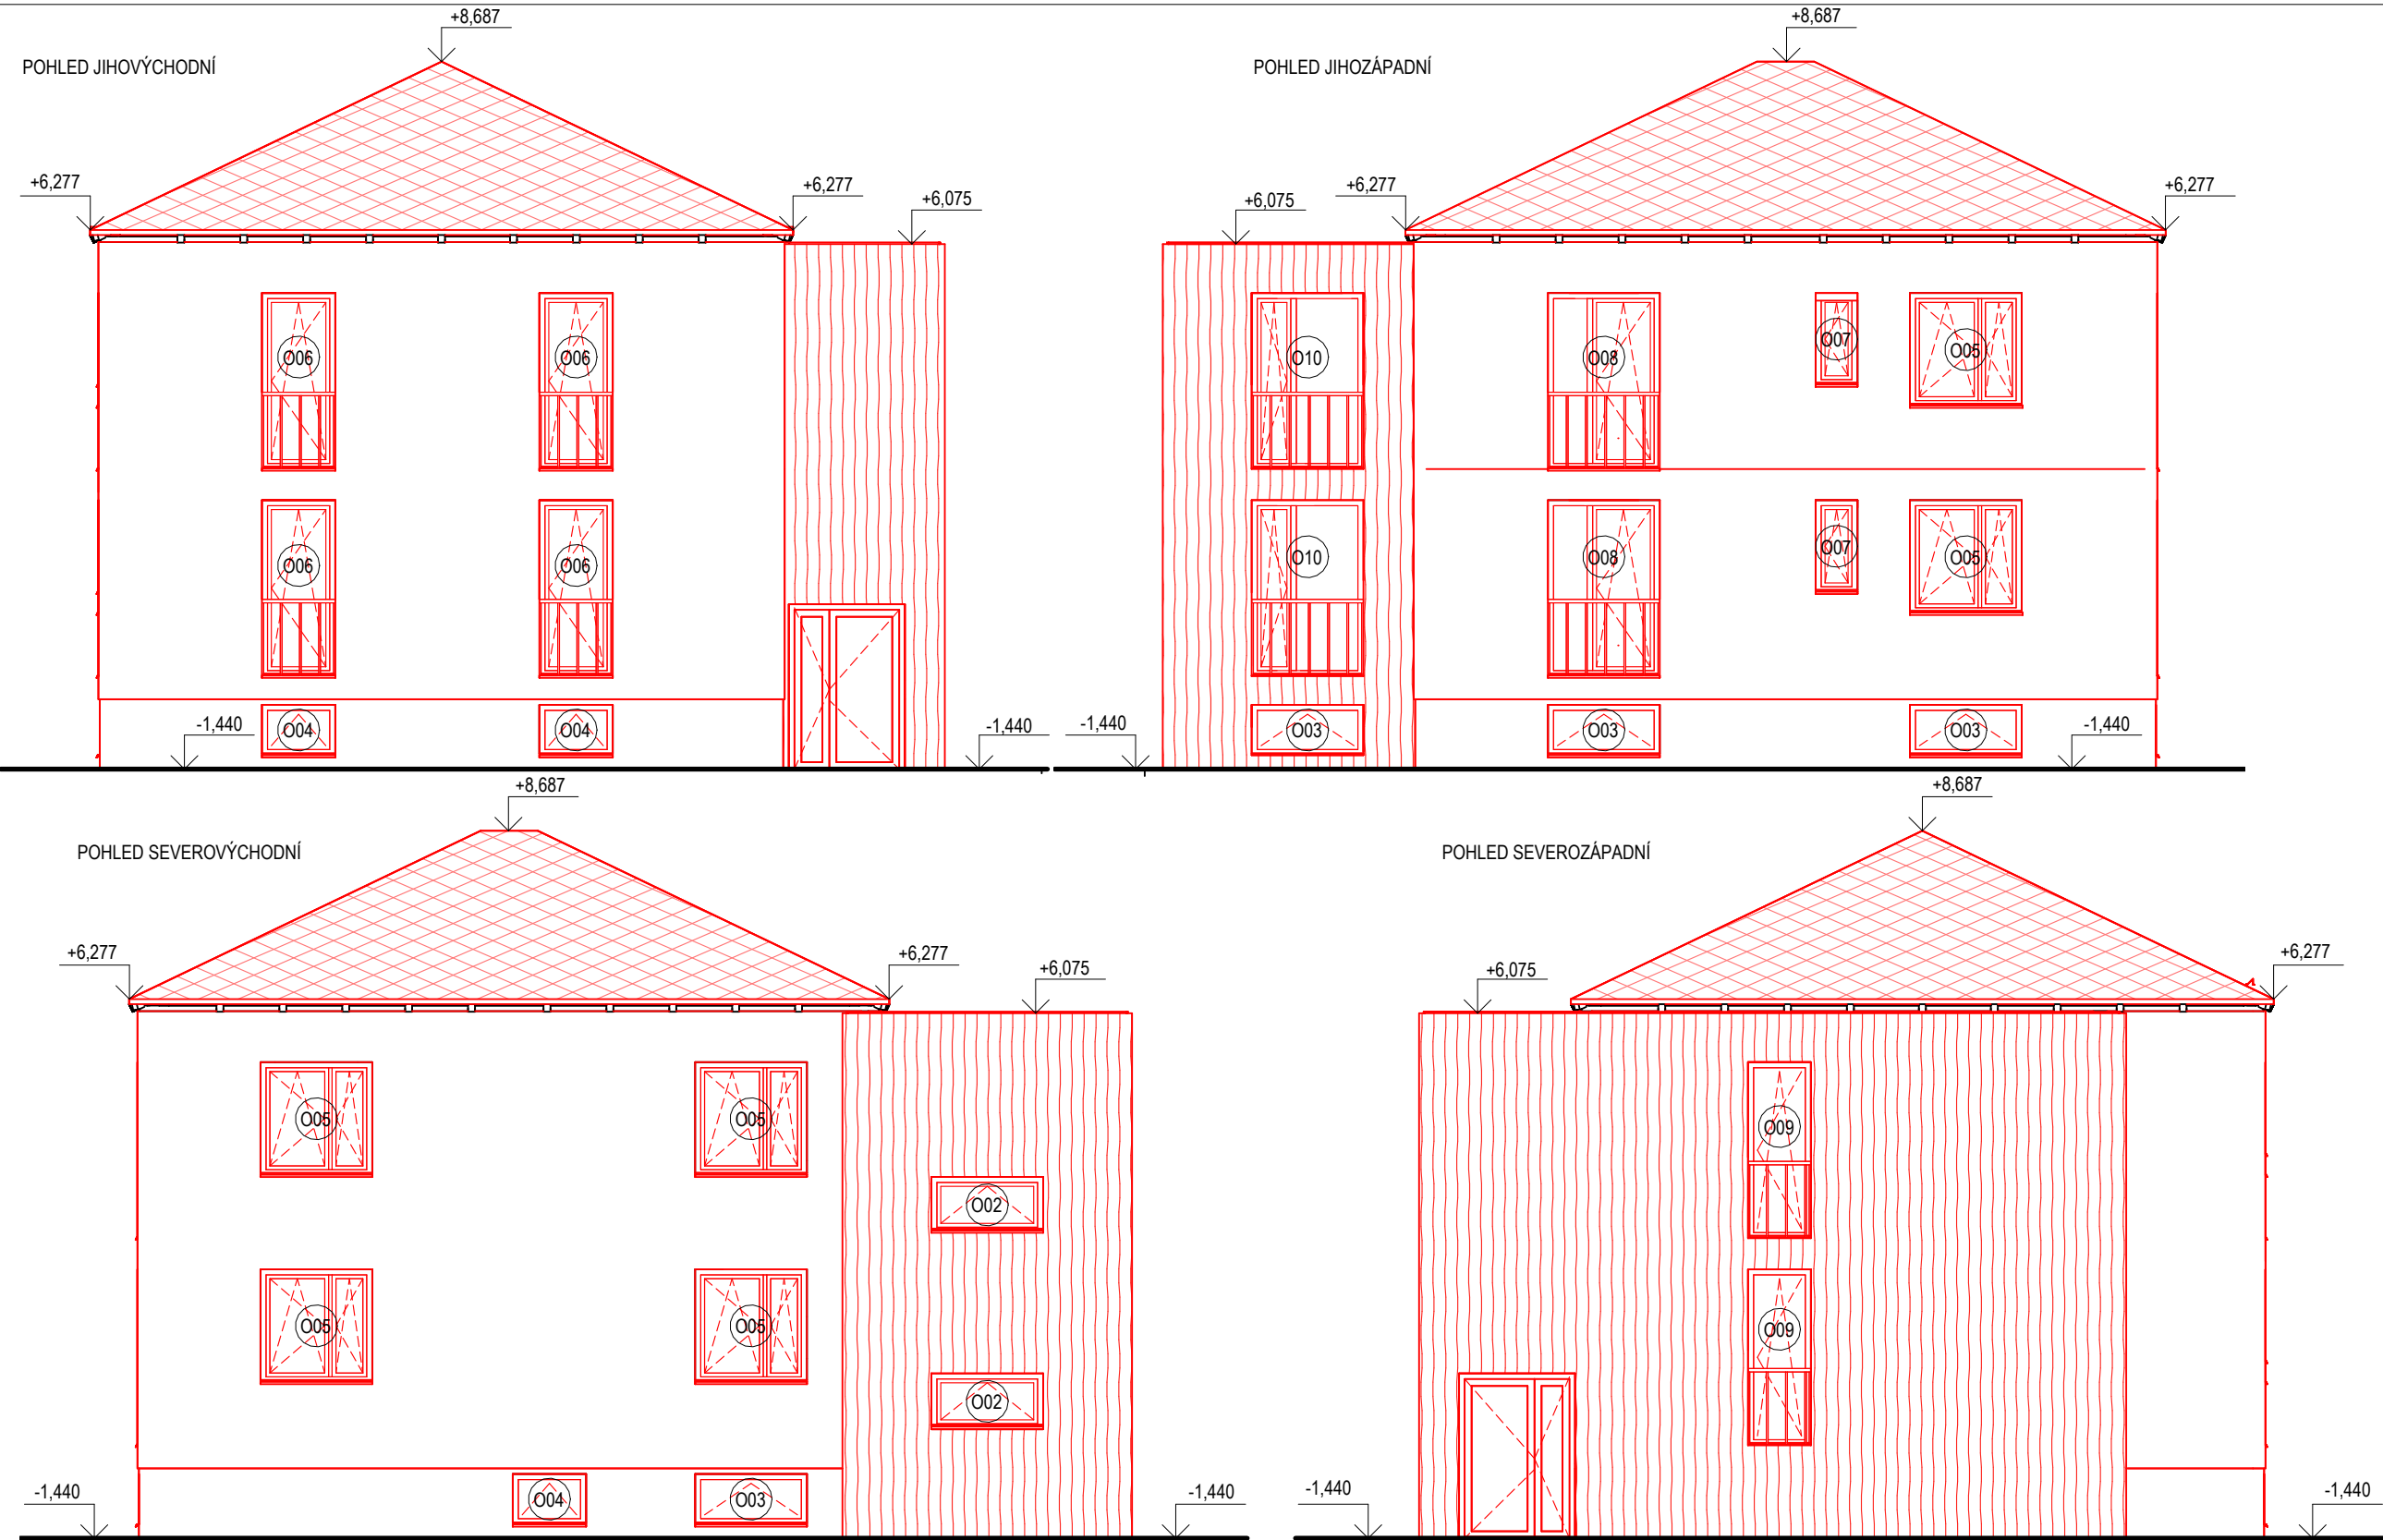 POHLED JIHOVÝCHODNÍ
+8,687
+6,277
+6,277
+6,075
O06
O06
O06
O06
O04
O04
-1,440
-1,440
POHLED JIHOZÁPADNÍ
+8,687
+6,075
+6,277
+6,277
O10
O08
O07
O05
O10
O08
O07
O05
O03
O03
O03
-1,440
-1,440
POHLED SEVEROVÝCHODNÍ
+8,687
+6,277
+6,277
+6,075
O05
O05
O02
O05
O05
O02
O04
O03
-1,440
-1,440
POHLED SEVEROZÁPADNÍ
+8,687
+6,075
+6,277
O09
O09
-1,440
-1,440